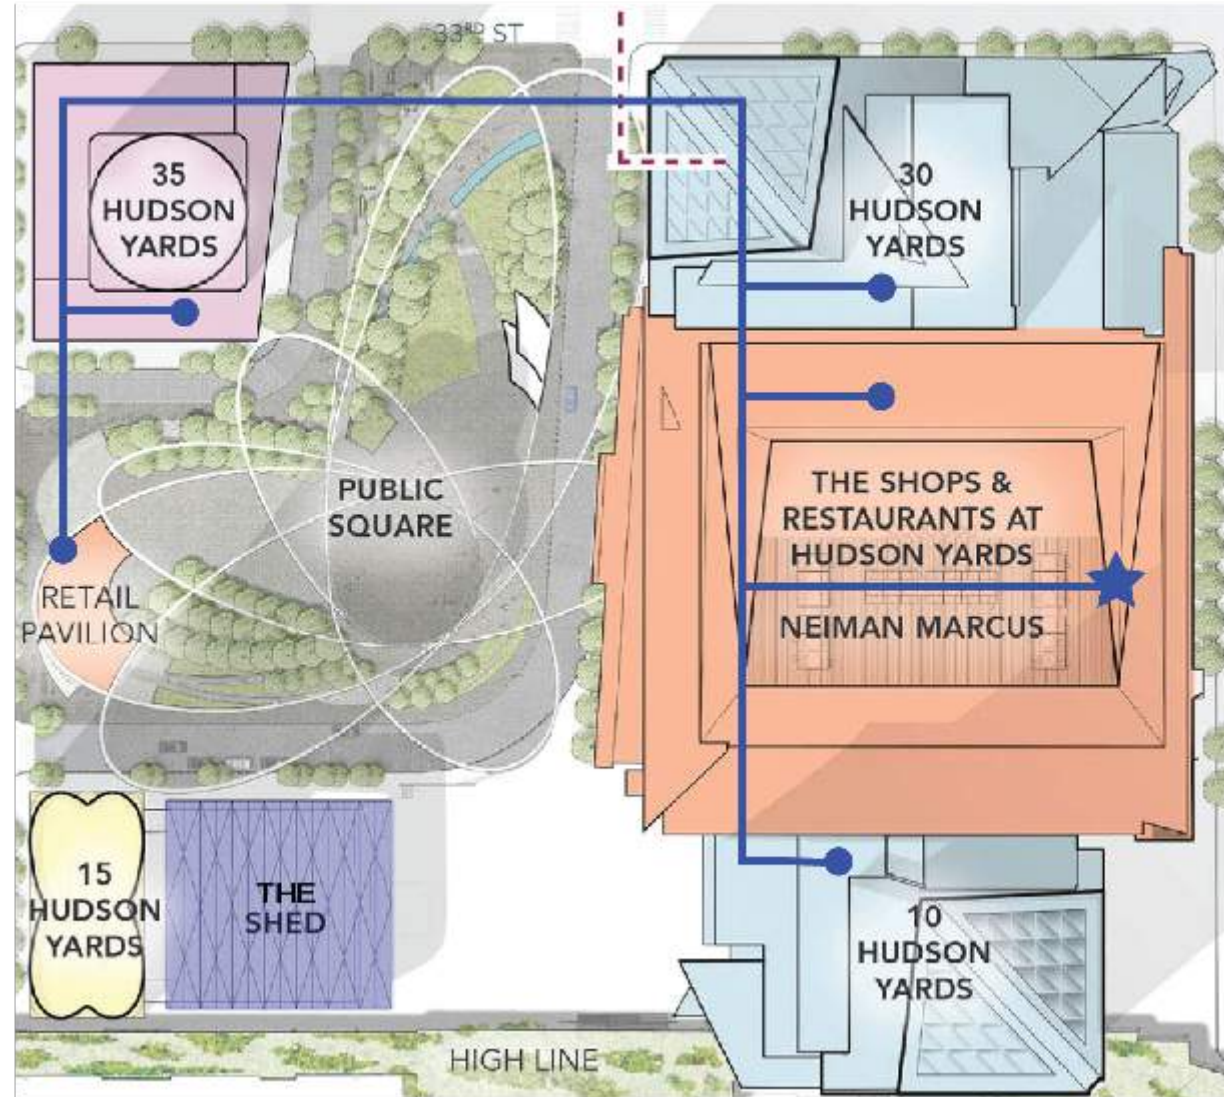 33RD ST
35
HUDSON
YARDS
30
HUDSON
YARDS
PUBLIC
SQUARE
THE SHOPS &
RESTAURANTS AT
HUDSON YARDS
NEIMAN MARCUS
RETAIL
PAVILION
15
HUDSON
YARDS
THE
SHED
10
HUDSON
YARDS
HIGH LINE